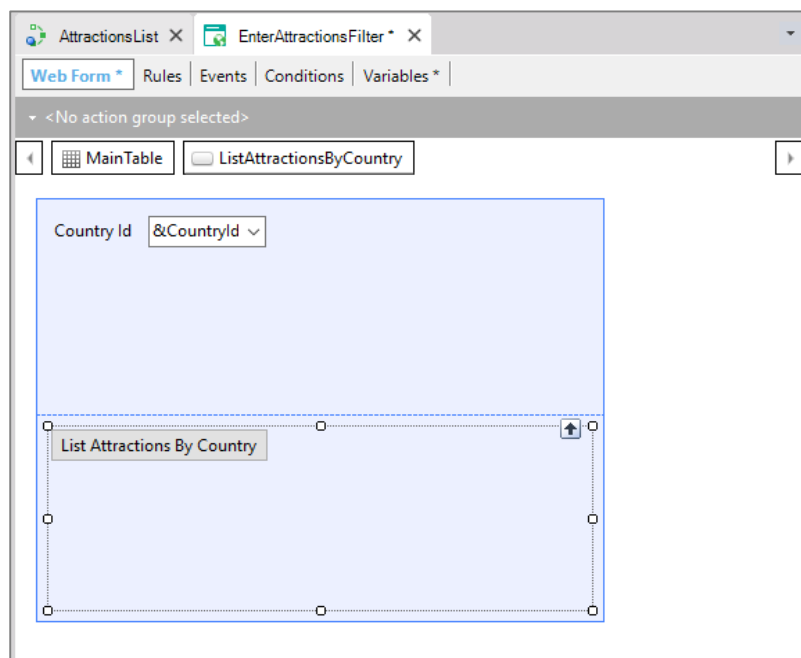 AttractionsList EnterAttractionsFilter *
Web Form * Rules Events Conditions Variables *
<No action group selected>
MainTable ListAttractionsByCountry
Country Id &CountryId
List Attractions By Country